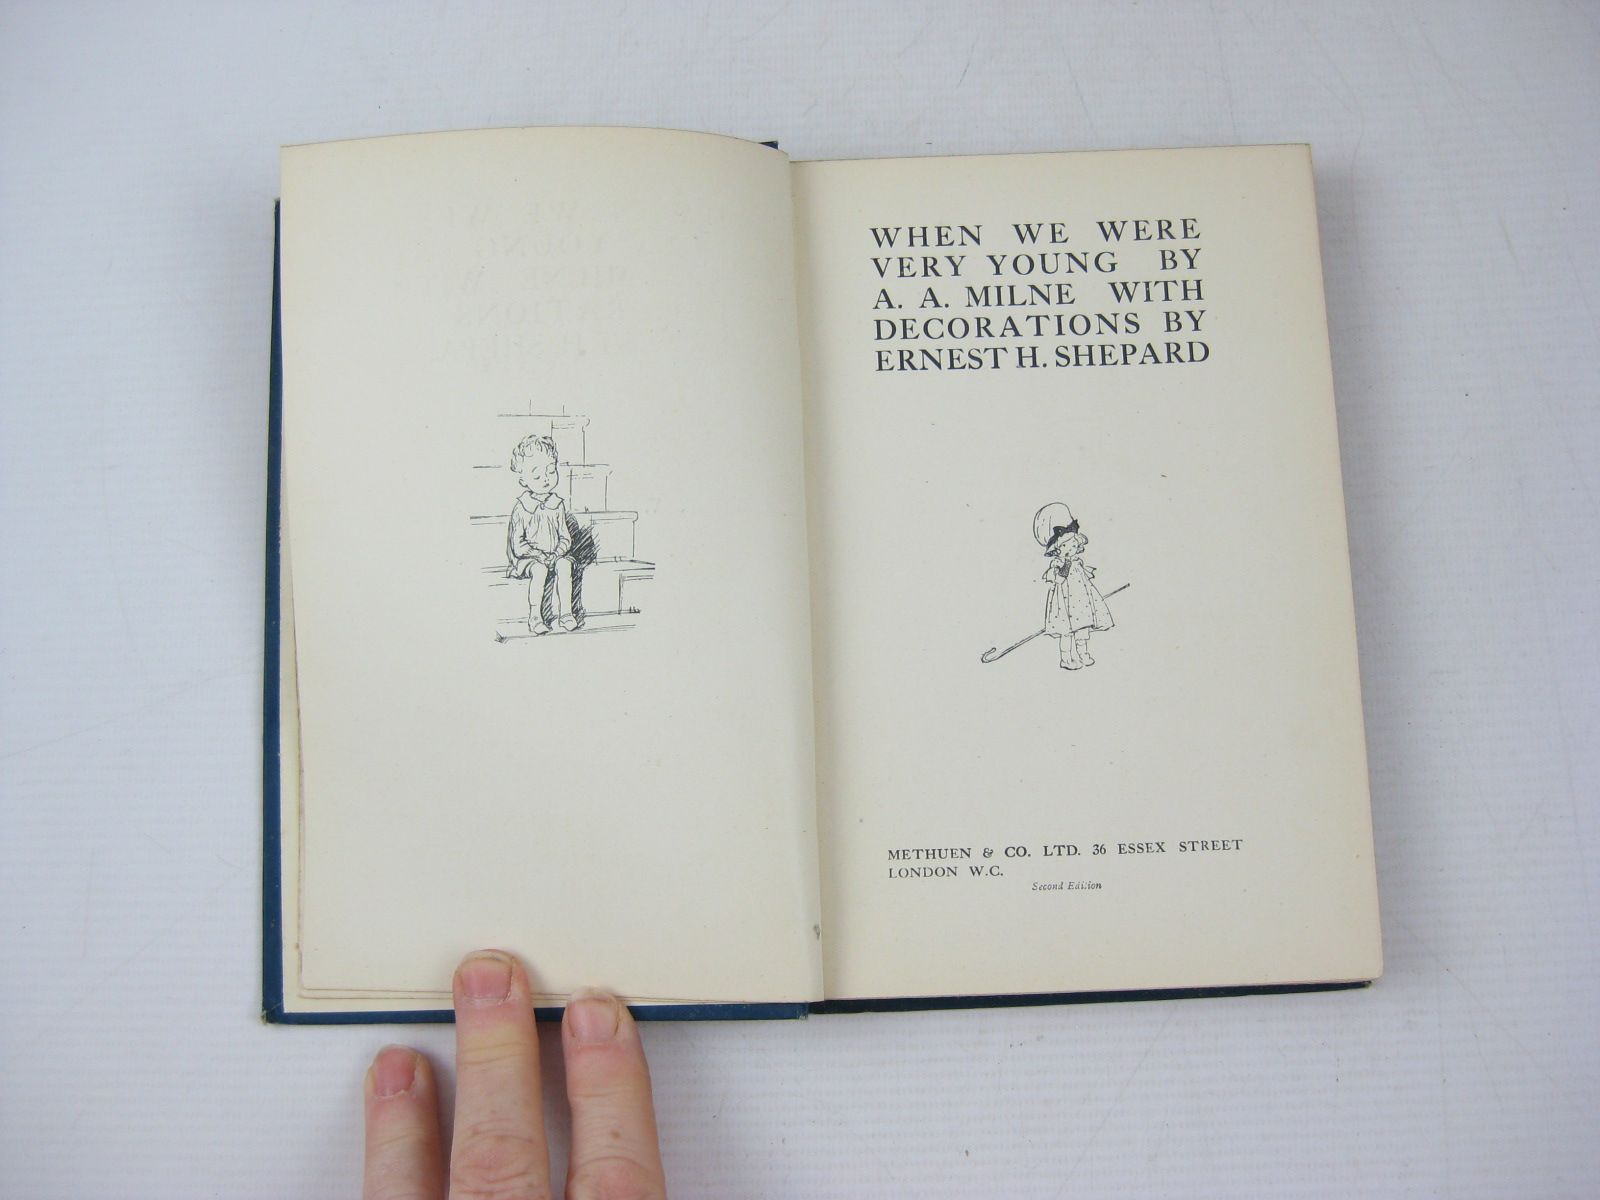 WHEN WE WERE
VERY YOUNG BY
A. A. MILNE WITH
DECORATIONS BY
ERNEST H. SHEPARD
METHUEN & CO. LTD. 36 ESSEX STREET
LONDON W.C.
Second Edition